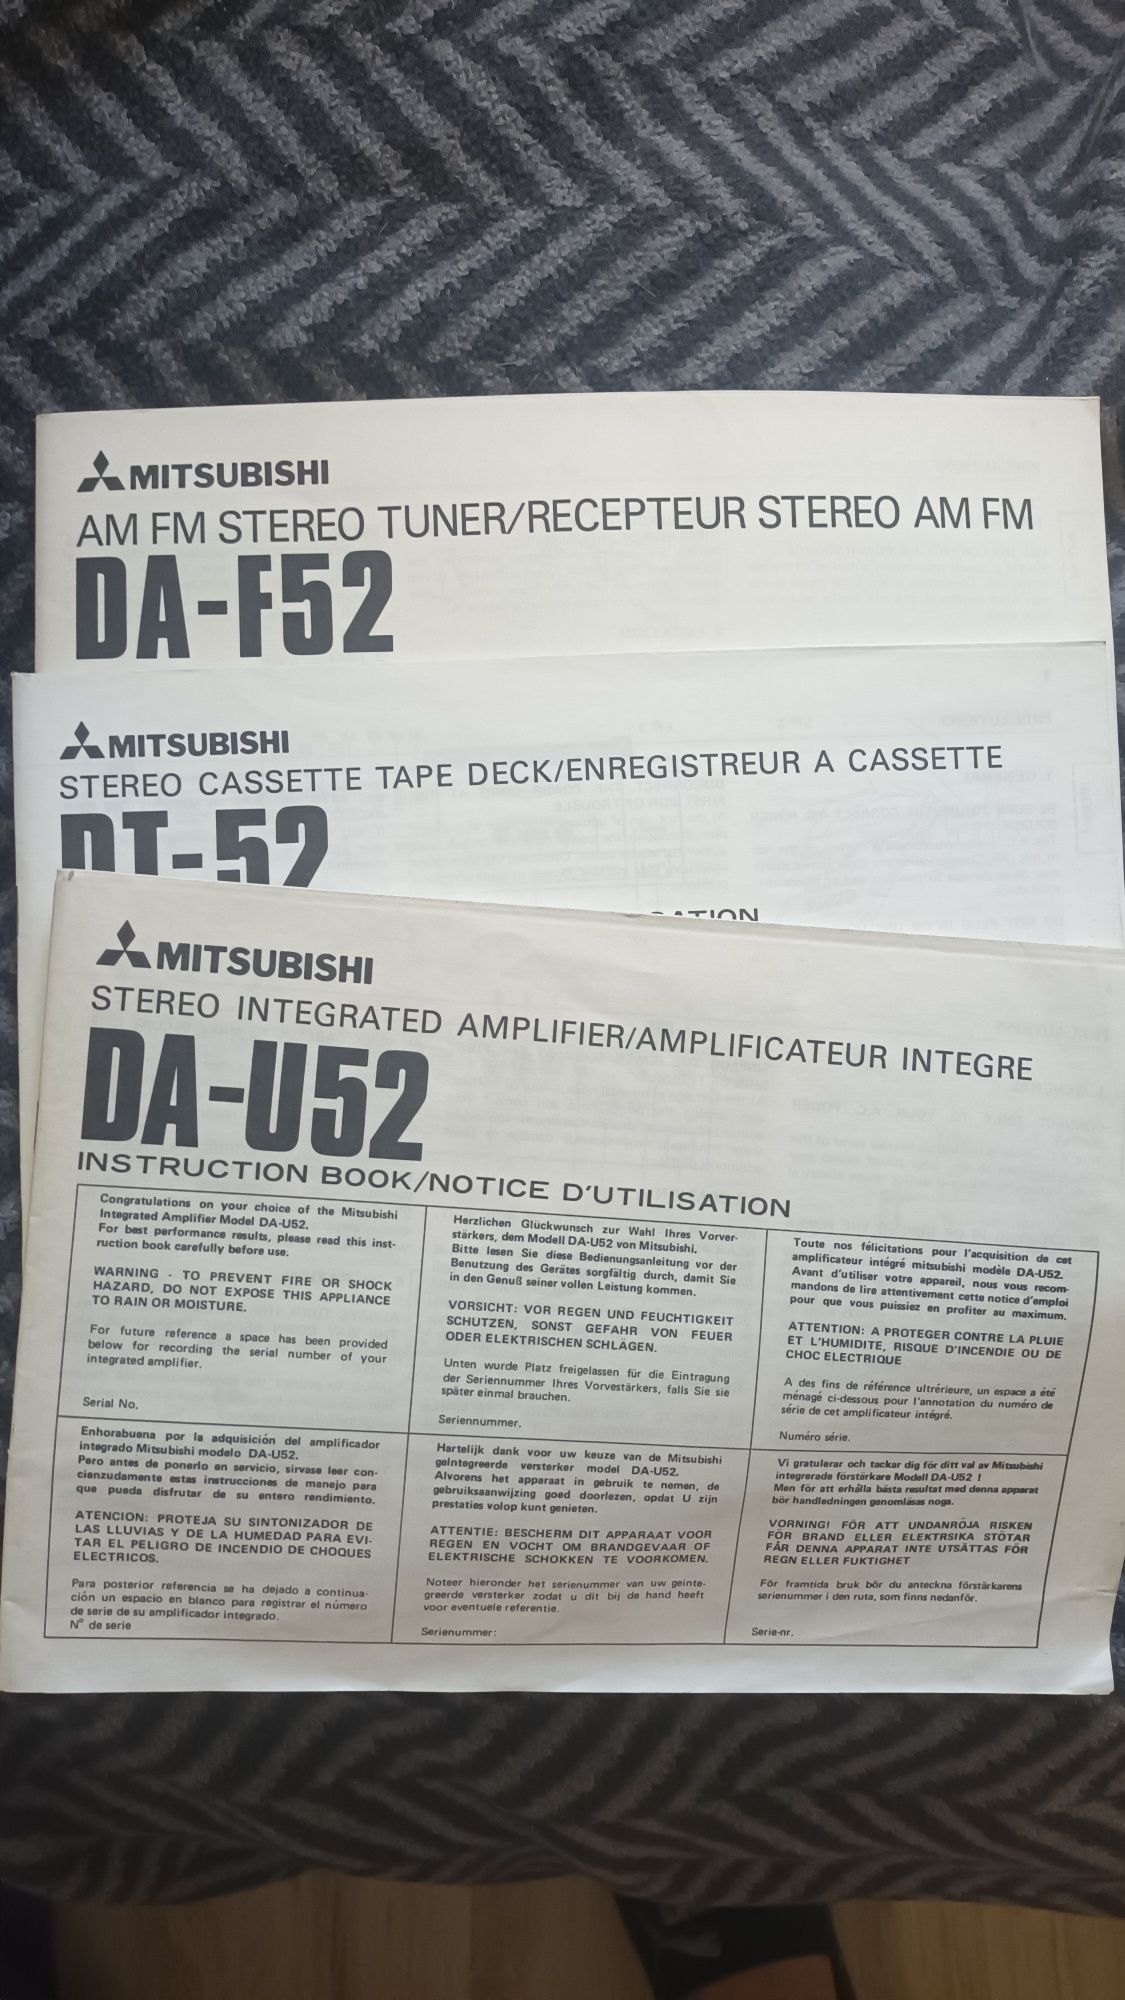 MITSUBISHI
AM FM STEREO TUNER/RECEPTEUR STEREO AM FM
DA-F52
MITSUBISHI
STEREO CASSETTE TAPE DECK/ENREGISTREUR A CASSETTE
DT-52
MITSUBISHI
STEREO INTEGRATED AMPLIFIER/AMPLIFICATEUR INTEGRE
DA-U52
INSTRUCTION BOOK/NOTICE D'UTILISATION
Congratulations on your choice of the Mitsubishi
Integrated Amplifier Model DA-U52.
For best performance results, please read this inst-
ruction book carefully before use.
WARNING - TO PREVENT FIRE OR SHOCK
HAZARD, DO NOT EXPOSE THIS APPLIANCE
TO RAIN OR MOISTURE.
For future reference a space has been provided
below for recording the serial number of your
integrated amplifier.
Serial No.
Herzlichen Glückwunsch zur Wahl Ihres Vorver-
stärkers, dem Modell DA-U52 von Mitsubishi.
Bitte lesen Sie diese Bedienungsanleitung vor der
Benutzung des Gerätes sorgfältig durch, damit Sie
in den Genuß seiner vollen Leistung kommen.
VORSICHT: VOR REGEN UND FEUCHTIGKEIT
SCHUTZEN, SONST GEFAHR VON FEUER
ODER ELEKTRISCHEN SCHLÄGEN.
Unten wurde Platz freigelassen für die Eintragung
der Seriennummer Ihres Vorvestärkers, falls Sie sie
später einmal brauchen.
Seriennummer.
Toute nos félicitations pour l'acquisition de cet
amplificateur intégré mitsubishi modèle DA-U52.
Avant d'utiliser votre appareil, nous vous recom-
mandons de lire attentivement cette notice d'emploi
pour que vous puissiez en profiter au maximum.
ATTENTION: A PROTEGER CONTRE LA PLUIE
ET L'HUMIDITE, RISQUE D'INCENDIE OU DE
CHOC ELECTRIQUE
A des fins de référence ultrérieure, un espace a été
ménagé ci-dessous pour l'annotation du numéro de
série de cet amplificateur intégré.
Numéro série.
Enhorabuena por la adquisición del amplificador
integrado Mitsubishi modelo DA-U52.
Pero antes de ponerlo en servicio, sirvase leer con-
cienzudamente estas instrucciones de manejo para
que pueda disfrutar de su entero rendimiento.
ATENCION: PROTEJA SU SINTONIZADOR DE
LAS LLUVIAS Y DE LA HUMEDAD PARA EVI-
TAR EL PELIGRO DE INCENDIO DE CHOQUES
ELECTRICOS.
Para posterior referencia se ha dejado a continua-
ción un espacio en blanco para registrar el número
de serie de su amplificador integrado.
N° de serie
Hartelijk dank voor uw keuze van de Mitsubishi
geïntegreerde versterker model DA-U52.
Alvorens het apparaat in gebruik te nemen, de
gebruiksaanwijzing goed doorlezen, opdat U zijn
prestaties volop kunt genieten.
ATTENTIE: BESCHERM DIT APPARAAT VOOR
REGEN EN VOCHT OM BRANDGEVAAR OF
ELEKTRISCHE SCHOKKEN TE VOORKOMEN.
Noteer hieronder het serienummer van uw geinte-
greerde versterker zodat u dit bij de hand heeft
voor eventuele referentie.
Serienummer:
Vi gratulerar och tackar dig för ditt val av Mitsubishi
integrerade förstärkare Modell DA-U52 !
Men för att erhålla bästa resultat med denna apparat
bör handledningen genomläsas noga.
VORNING! FÖR ATT UNDANRÖJA RISKEN
FÖR BRAND ELLER ELEKTRSIKA STÖTAR
FÅR DENNA APPARAT INTE UTSÄTTAS FÖR
REGN ELLER FUKTIGHET
För framtida bruk bör du anteckna förstärkarens
serienummer i den ruta, som finns nedanför.
Serie-nr.